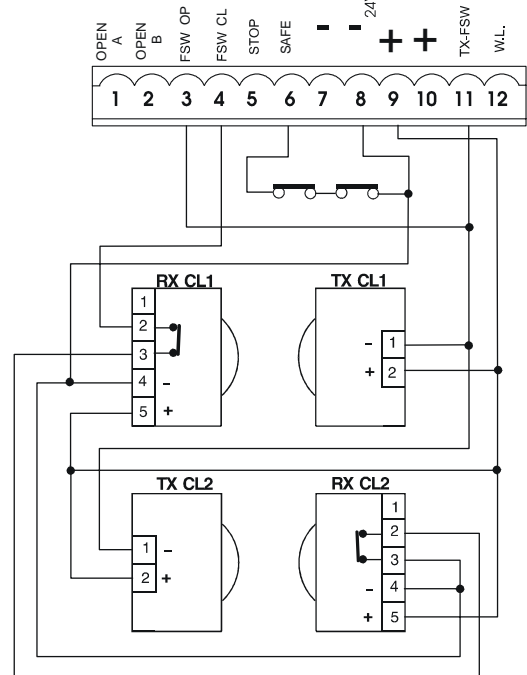 OPEN A
OPEN B
FSW OP
FSW CL
STOP
SAFE
- - 24
+ +
TX-FSW
W.L.
1 2 3 4 5 6 7 8 9 10 11 12
RX CL1
1
2
3
4 -
5 +
TX CL1
- 1
+ 2
TX CL2
1 -
2 +
RX CL2
1
2
3
- 4
+ 5